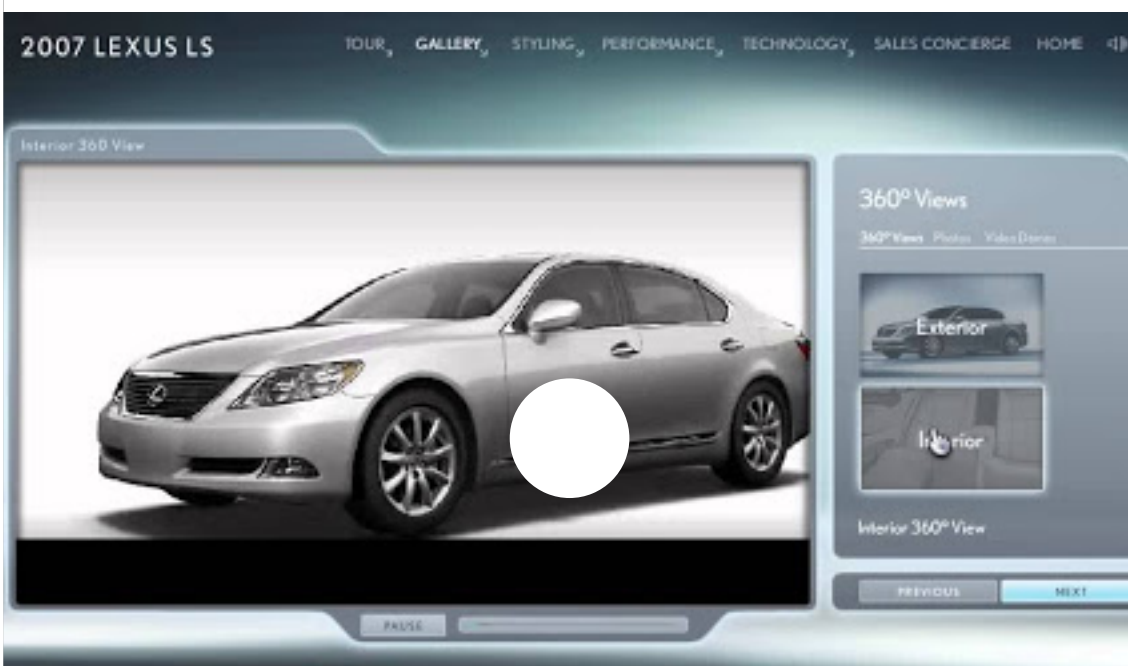 2007 LEXUS LS
TOUR GALLERY STYLING PERFORMANCE TECHNOLOGY SALES CONCIERGE HOME
Interior 360 View
360° Views
360° Views Photos Video Demos
Exterior
Interior
Interior 360° View
PREVIOUS NEXT
PAUSE